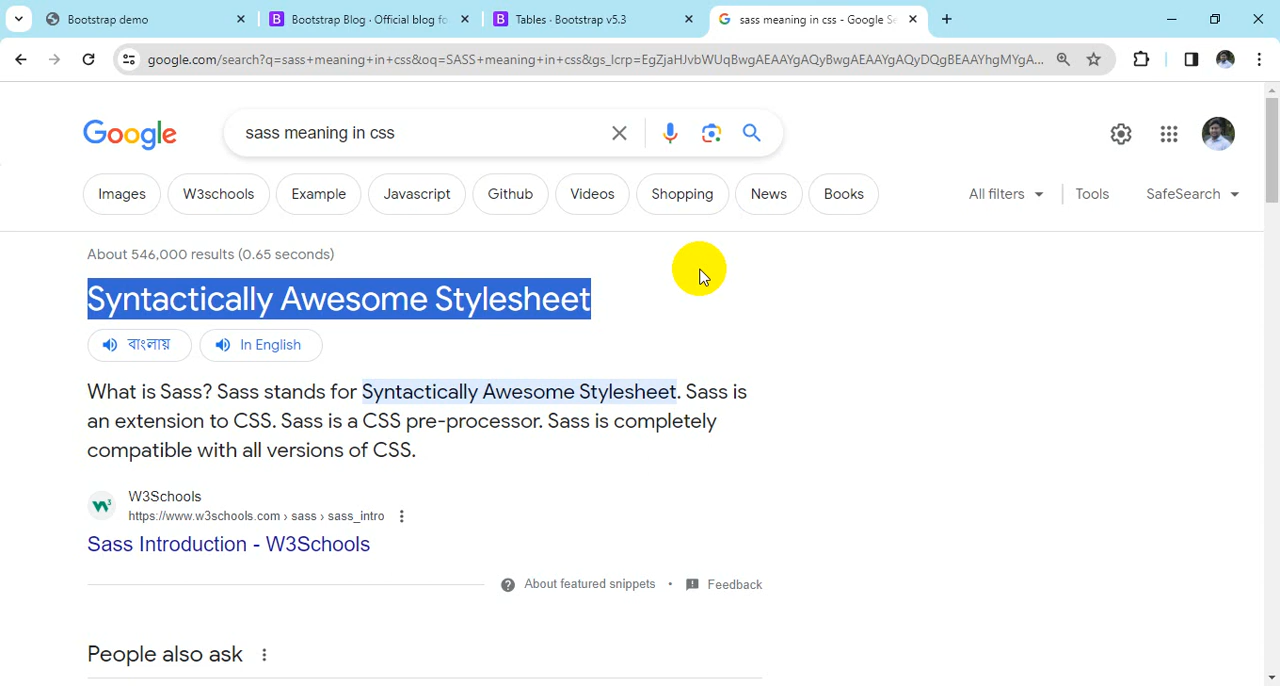 Bootstrap demo
Bootstrap Blog · Official blog fo
Tables · Bootstrap v5.3
sass meaning in css - Google Se
google.com/search?q=sass+meaning+in+css&oq=SASS+meaning+in+css&gs_lcrp=EgZjaHJvbWUqBwgAEAAYgAQyBwgAEAAYgAQyDQgBEAAYhgMYgA...
Google
sass meaning in css
Images
W3schools
Example
Javascript
Github
Videos
Shopping
News
Books
All filters
Tools
SafeSearch
About 546,000 results (0.65 seconds)
Syntactically Awesome Stylesheet
বাংলায়
In English
What is Sass? Sass stands for Syntactically Awesome Stylesheet. Sass is
an extension to CSS. Sass is a CSS pre-processor. Sass is completely
compatible with all versions of CSS.
W3Schools
https://www.w3schools.com › sass › sass_intro
Sass Introduction - W3Schools
About featured snippets
•
Feedback
People also ask